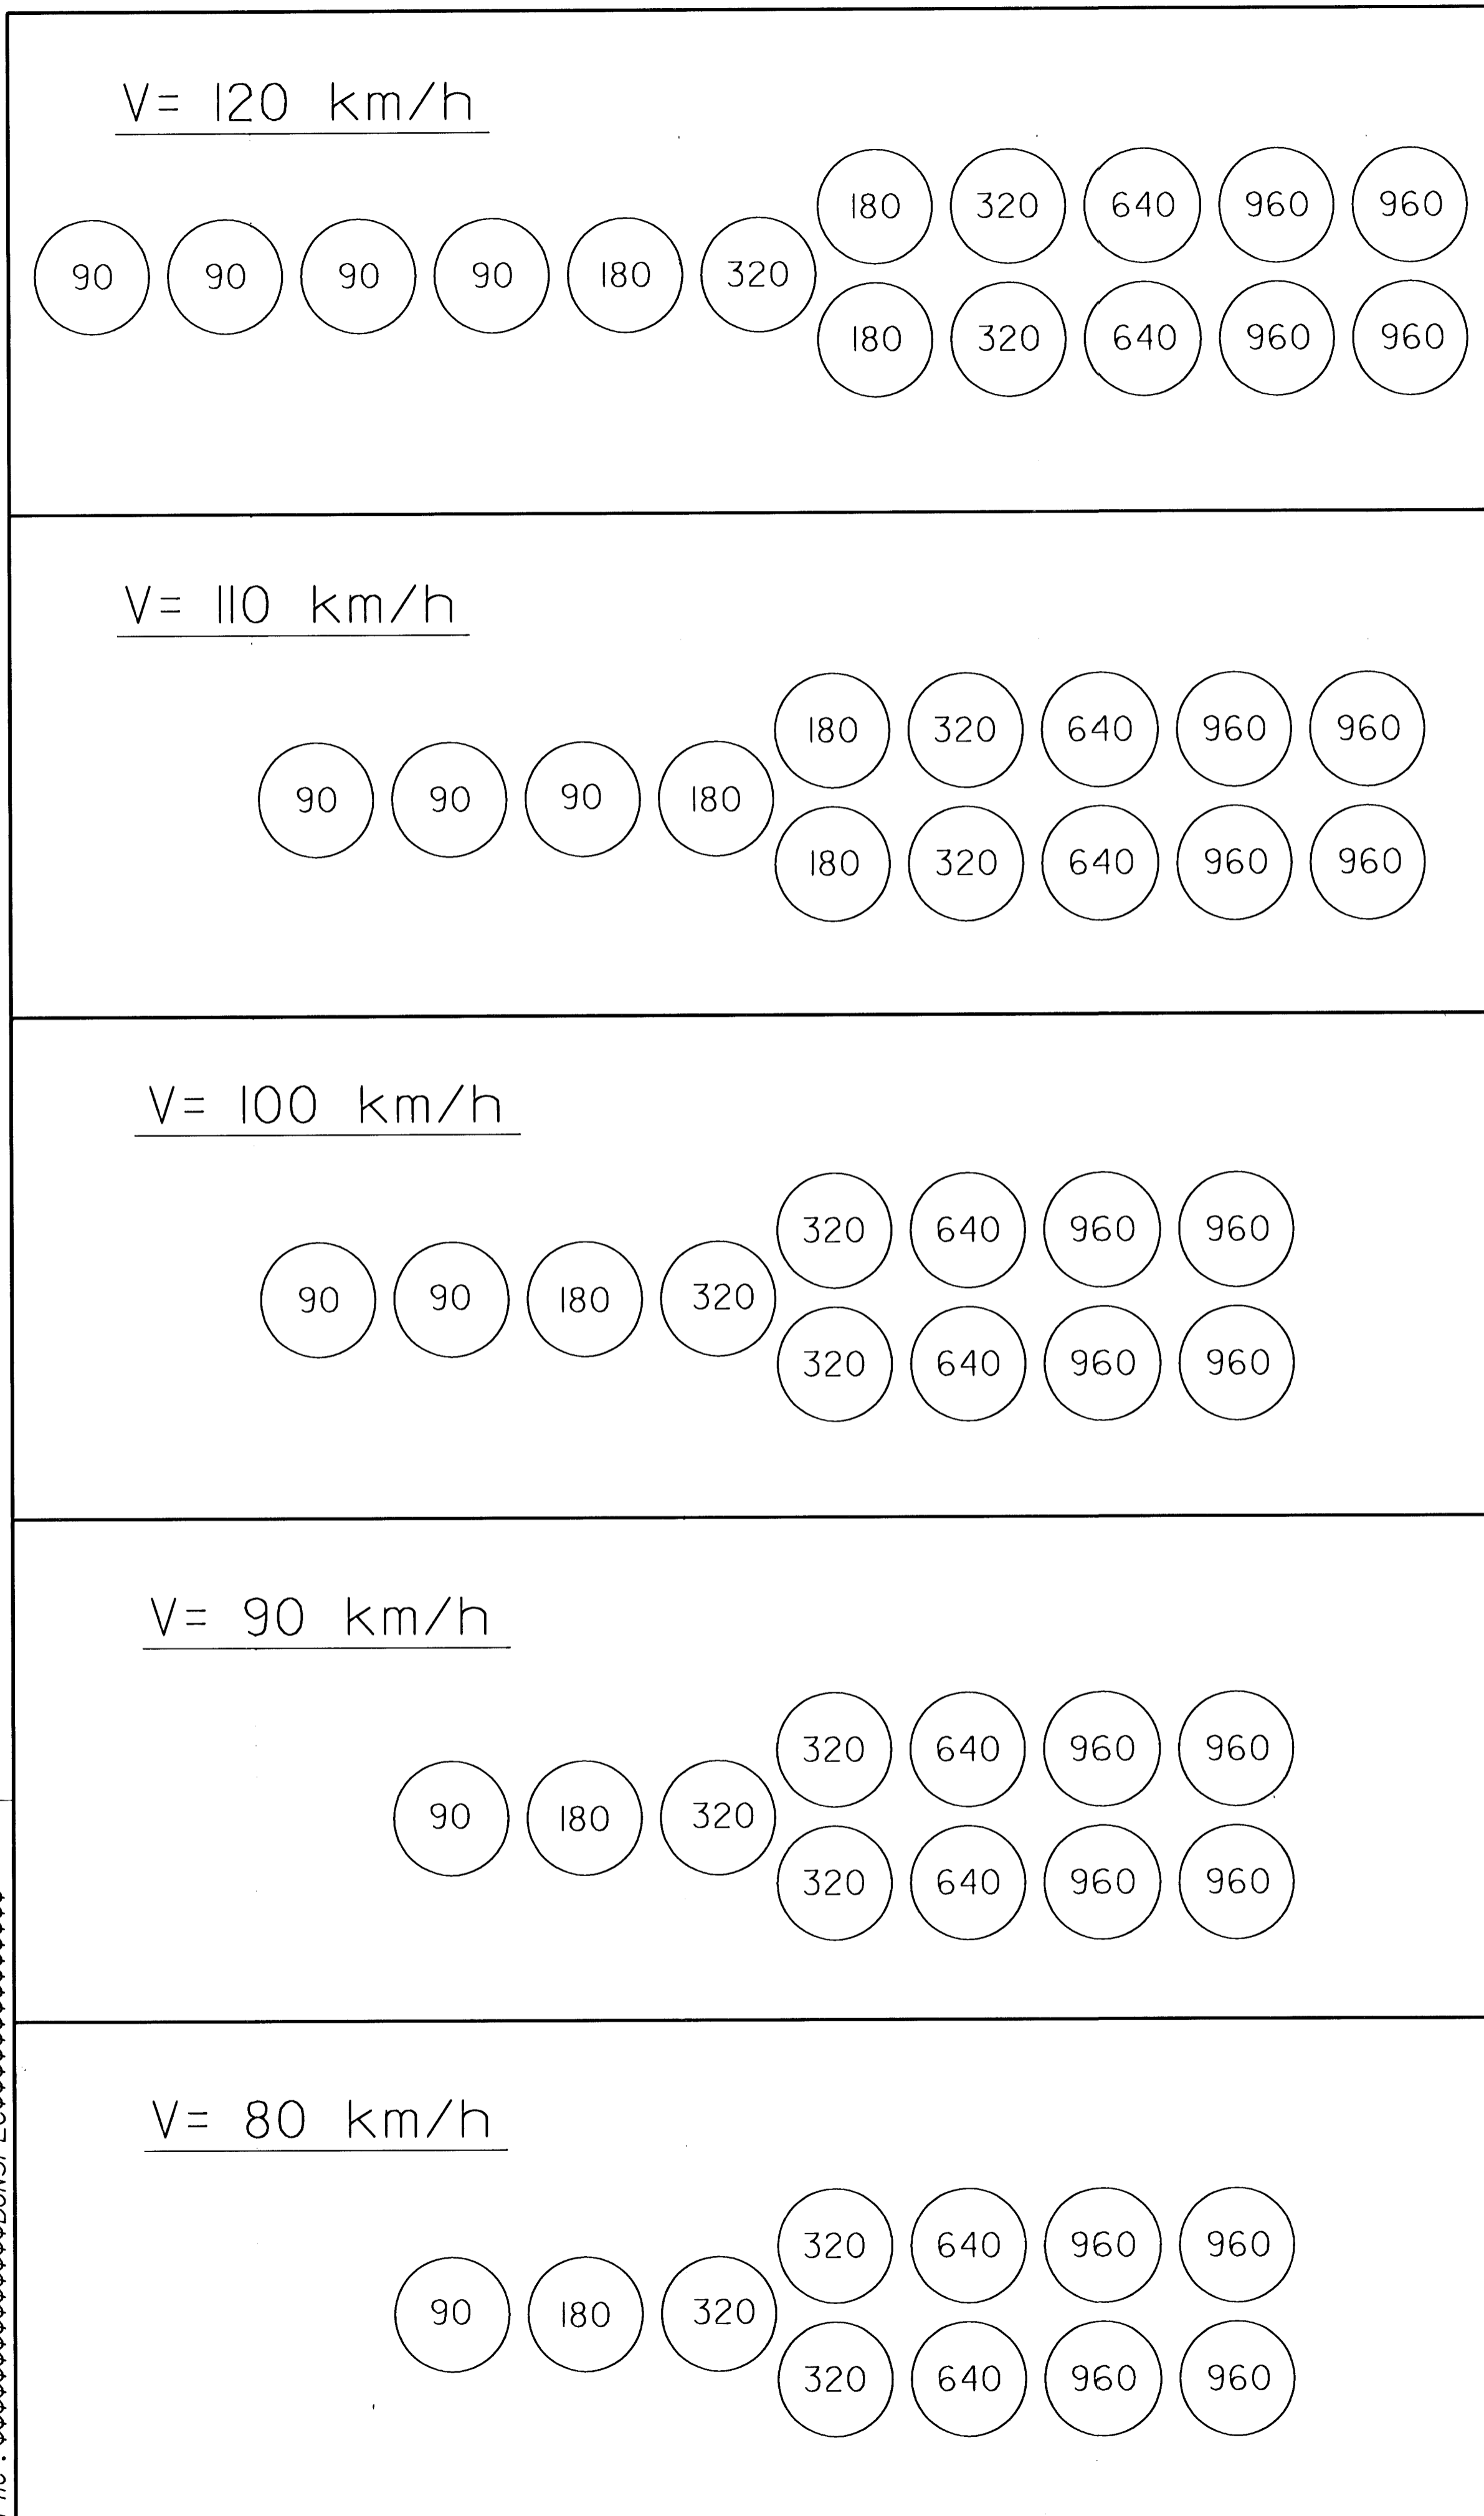 V= 120 km/h
180 320 640 960 960
90 90 90 90 180 320
180 320 640 960 960
V= 110 km/h
180 320 640 960 960
90 90 90 180
180 320 640 960 960
V= 100 km/h
320 640 960 960
90 90 180 320
320 640 960 960
V= 90 km/h
320 640 960 960
90 180 320
320 640 960 960
V= 80 km/h
320 640 960 960
90 180 320
320 640 960 960